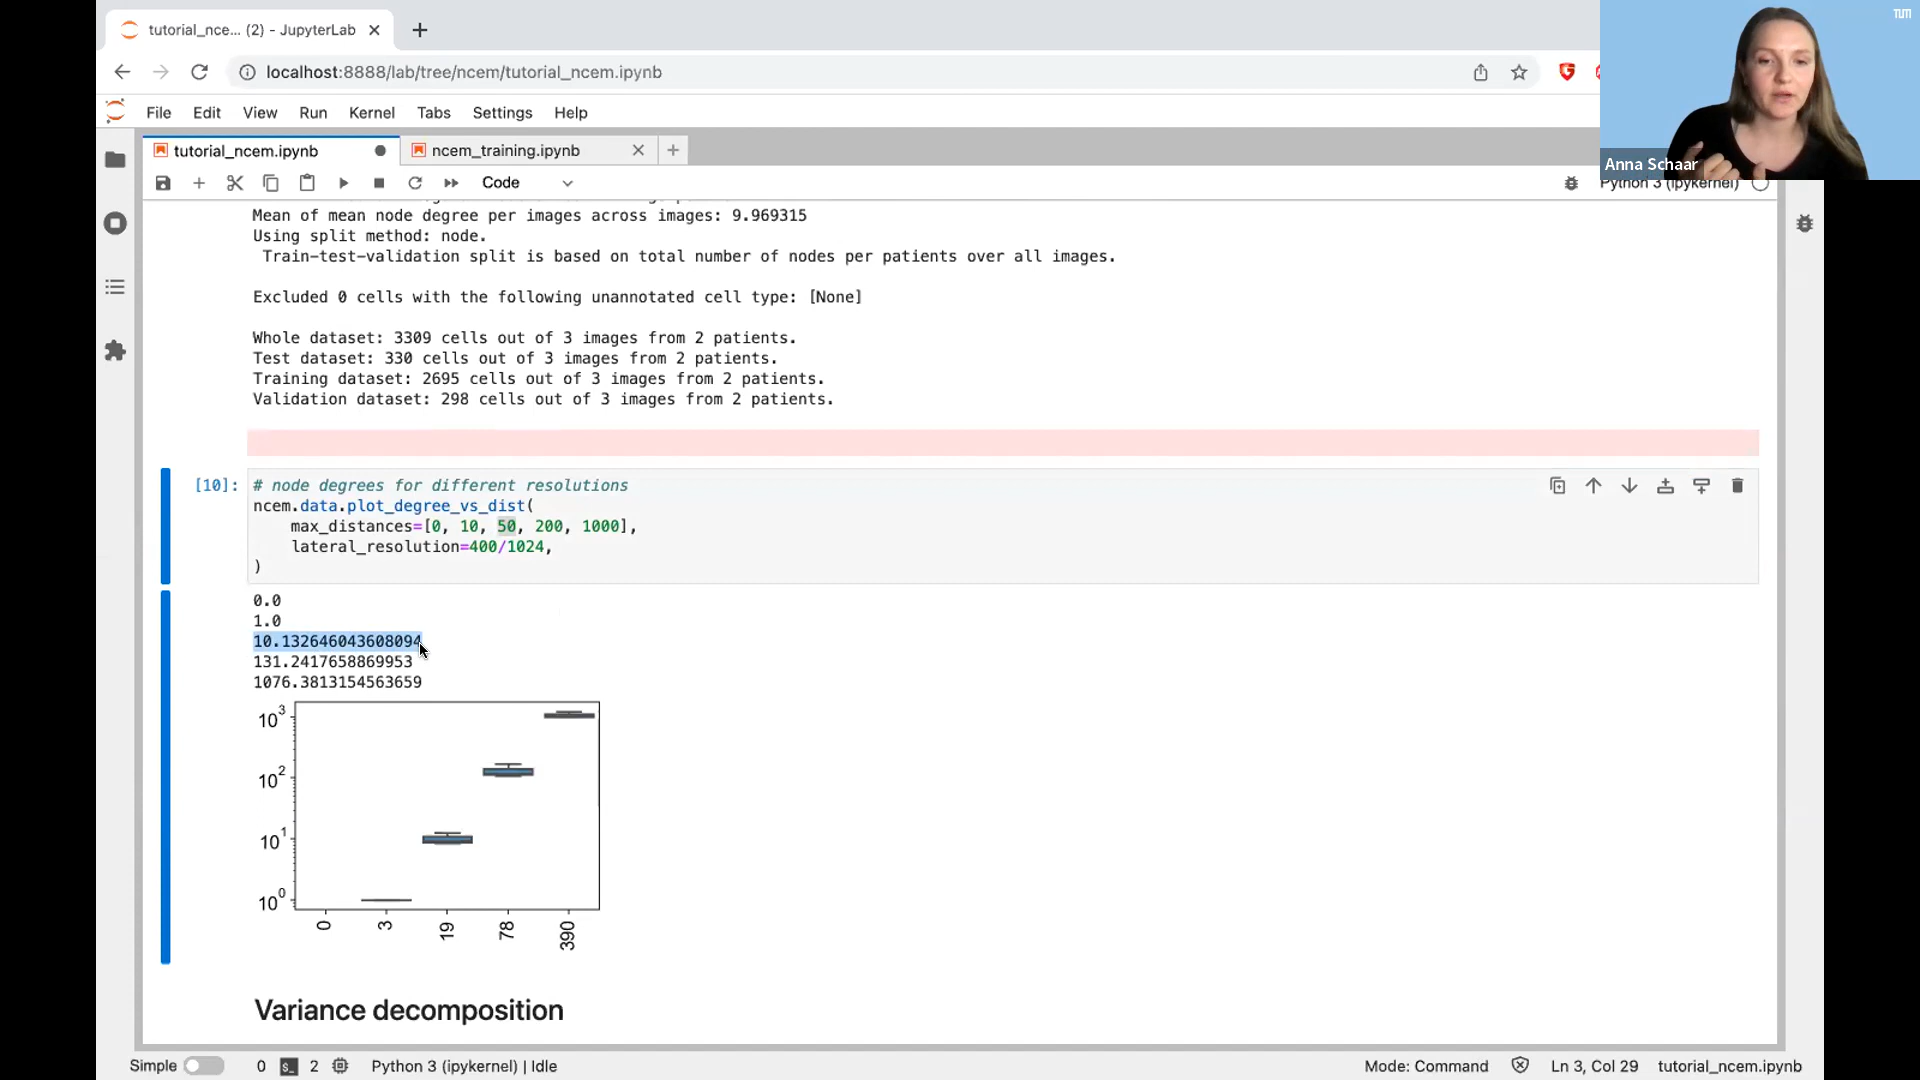 tutorial_nce... (2) - JupyterLab
TUM
localhost:8888/lab/tree/ncem/tutorial_ncem.ipynb
File Edit View Run Kernel Tabs Settings Help
tutorial_ncem.ipynb
ncem_training.ipynb
Anna Schaar
Code
Python 3 (ipykernel)
Mean of mean node degree per images across images: 9.969315
Using split method: node.
Train-test-validation split is based on total number of nodes per patients over all images.
Excluded 0 cells with the following unannotated cell type: [None]
Whole dataset: 3309 cells out of 3 images from 2 patients.
Test dataset: 330 cells out of 3 images from 2 patients.
Training dataset: 2695 cells out of 3 images from 2 patients.
Validation dataset: 298 cells out of 3 images from 2 patients.
[10]: # node degrees for different resolutions
ncem.data.plot_degree_vs_dist(
max_distances=[0, 10, 50, 200, 1000],
lateral_resolution=400/1024,
)
0.0
1.0
10.132646043608094
131.2417658869953
1076.3813154563659
10³
10²
10¹
10⁰
0 3 19 78 390
Variance decomposition
Simple 0 2 Python 3 (ipykernel) | Idle Mode: Command Ln 3, Col 29 tutorial_ncem.ipynb